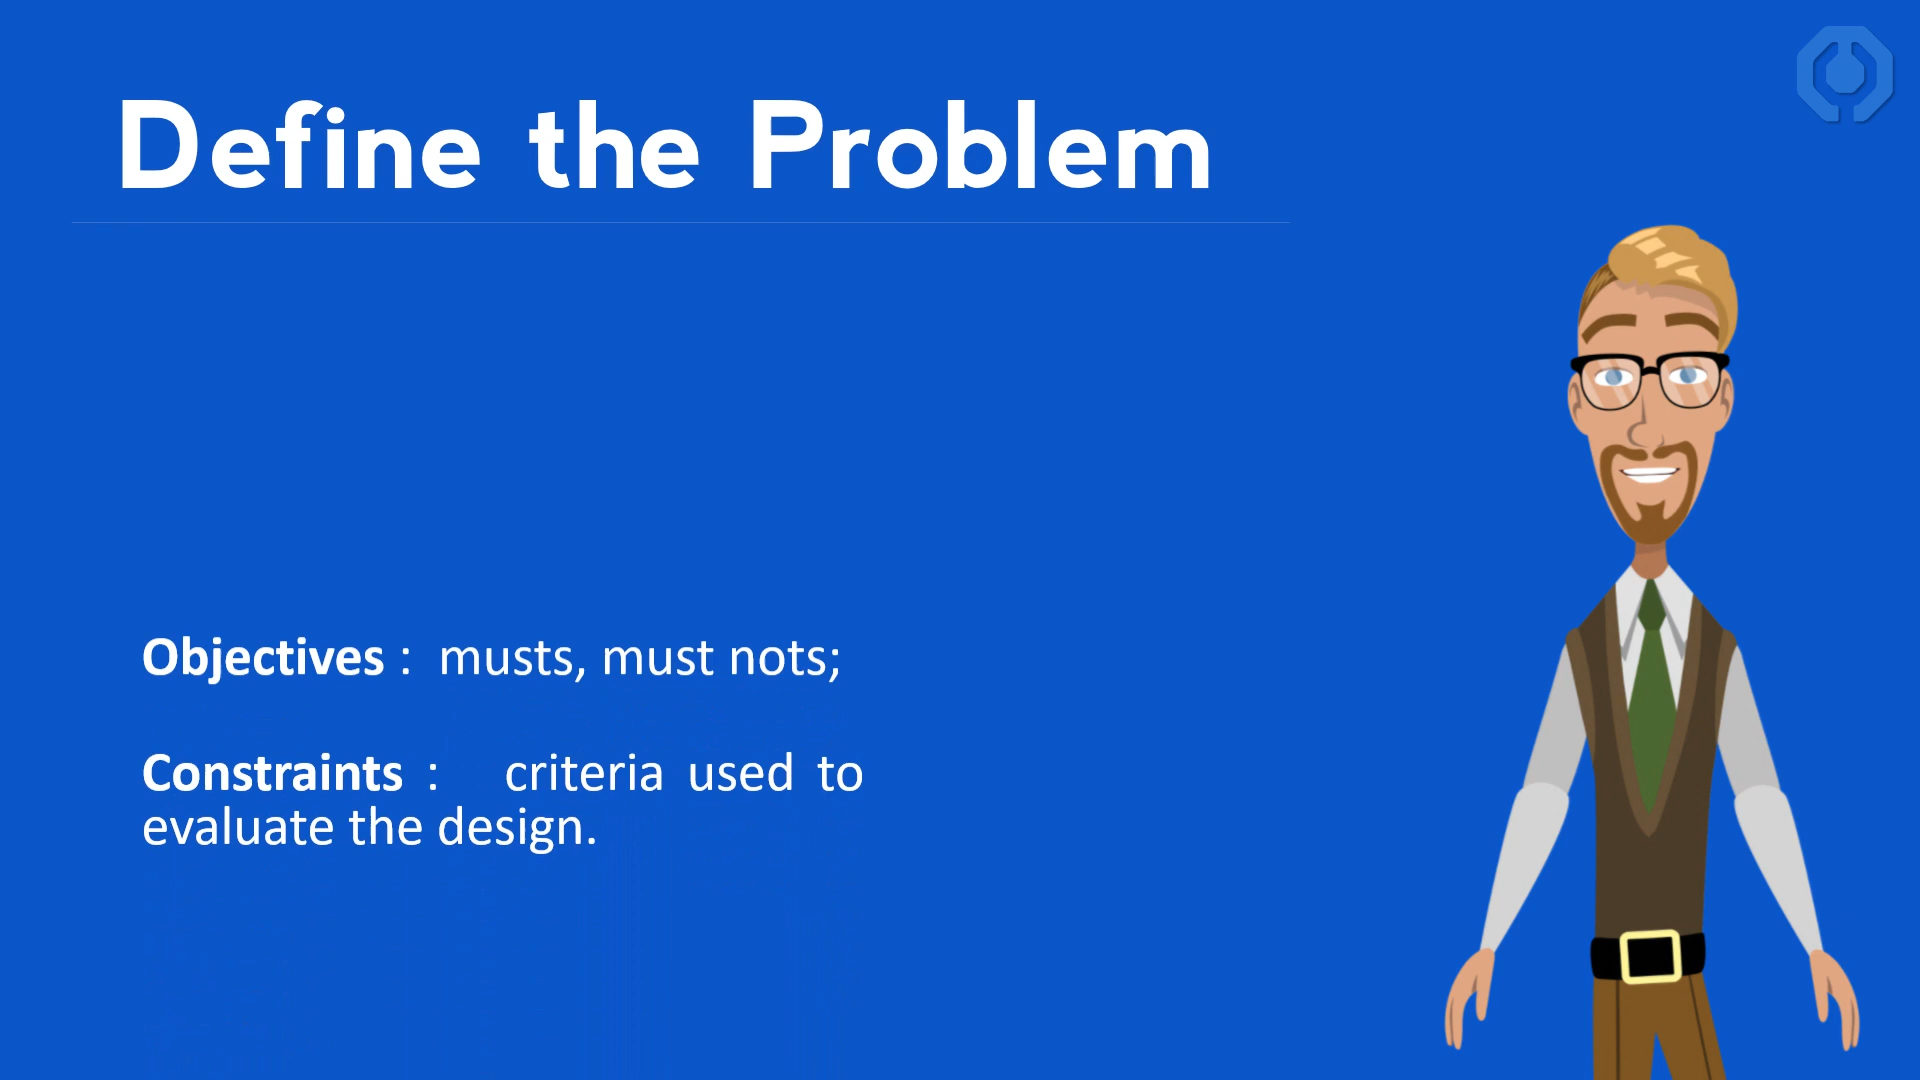 Define the Problem
Objectives : musts, must nots;
Constraints : criteria used to
evaluate the design.